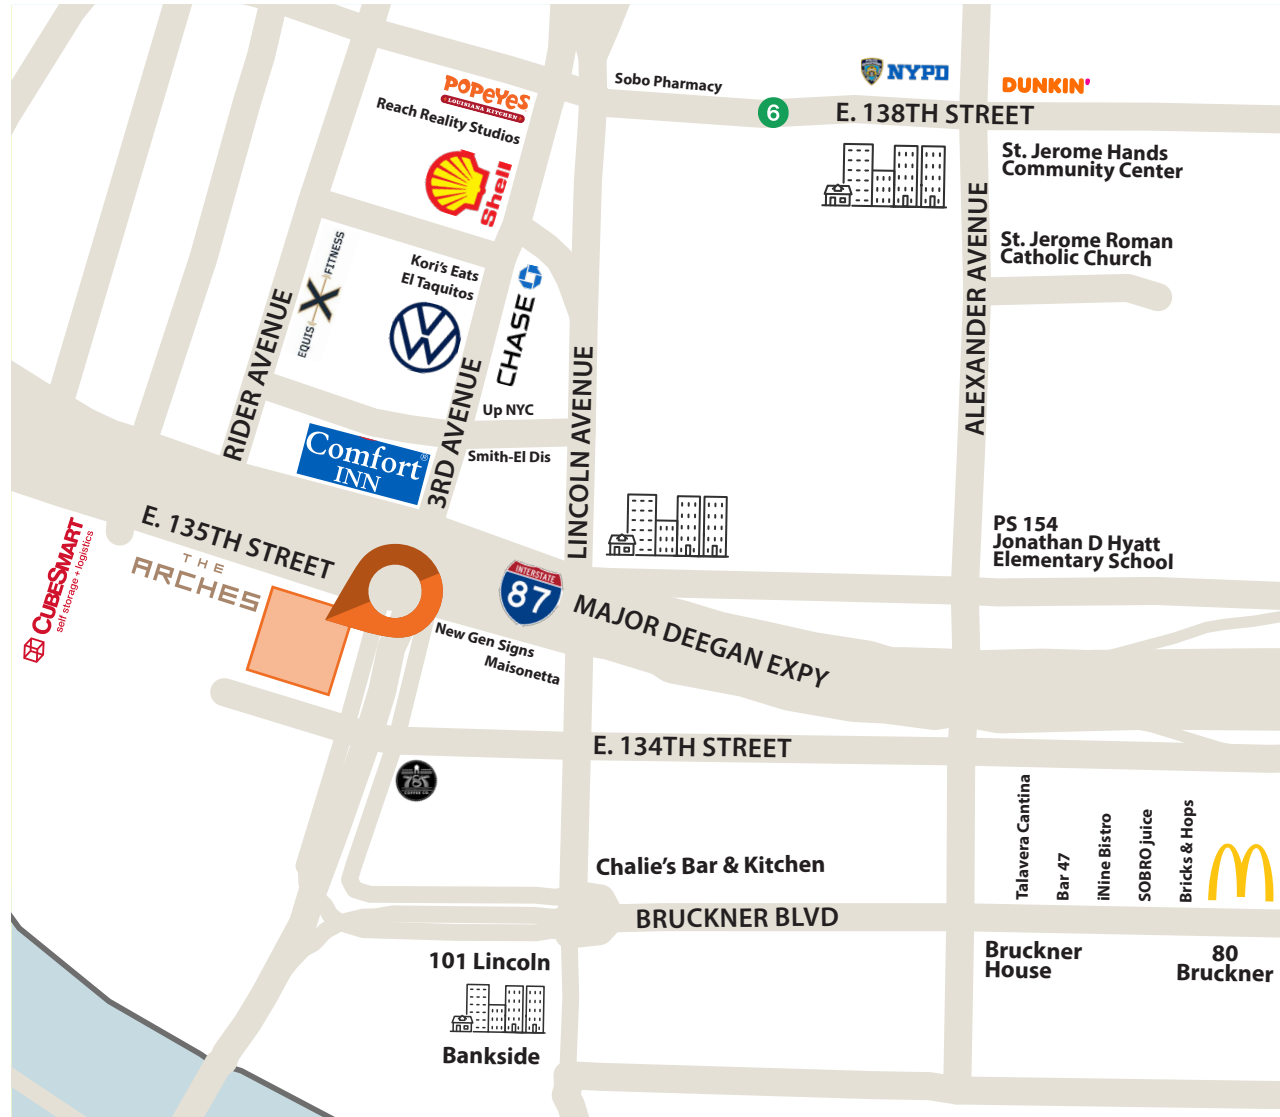 Sobo Pharmacy
NYPD
DUNKIN'
POPEYES
LOUISIANA KITCHEN
Reach Reality Studios
6
E. 138TH STREET
Shell
St. Jerome Hands
Community Center
St. Jerome Roman
Catholic Church
ALEXANDER AVENUE
EQUIS X FITNESS
Kori's Eats
El Taquitos
CHASE
RIDER AVENUE
3RD AVENUE
LINCOLN AVENUE
Up NYC
Smith-El Dis
Comfort®
INN
E. 135TH STREET
THE
ARCHES
CUBESMART
self storage + logistics
PS 154
Jonathan D Hyatt
Elementary School
INTERSTATE
87
MAJOR DEEGAN EXPY
New Gen Signs
Maisonetta
E. 134TH STREET
787
COFFEE CO.
Talavera Cantina
Bar 47
iNine Bistro
SOBRO juice
Bricks & Hops
Chalie's Bar & Kitchen
BRUCKNER BLVD
101 Lincoln
Bankside
Bruckner
House
80
Bruckner